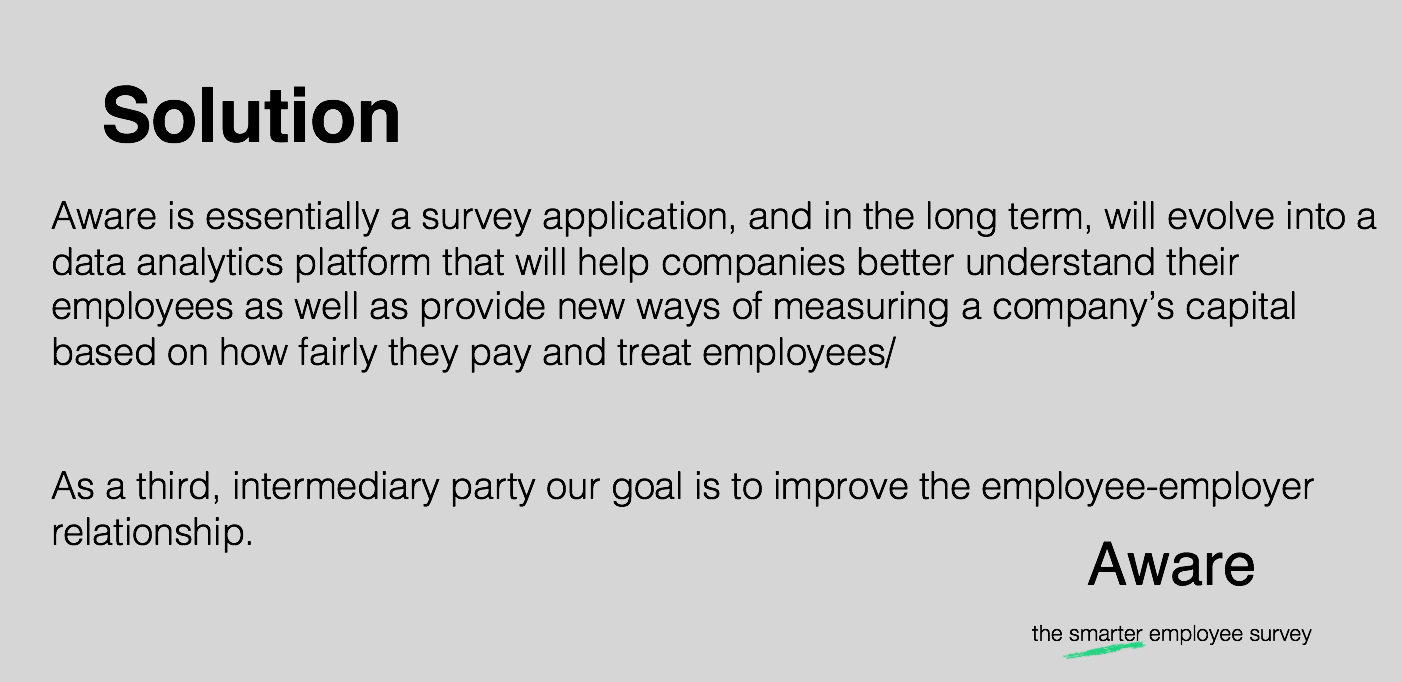 Solution
Aware is essentially a survey application, and in the long term, will evolve into a
data analytics platform that will help companies better understand their
employees as well as provide new ways of measuring a company’s capital
based on how fairly they pay and treat employees/
As a third, intermediary party our goal is to improve the employee-employer
relationship.
Aware
the smarter employee survey